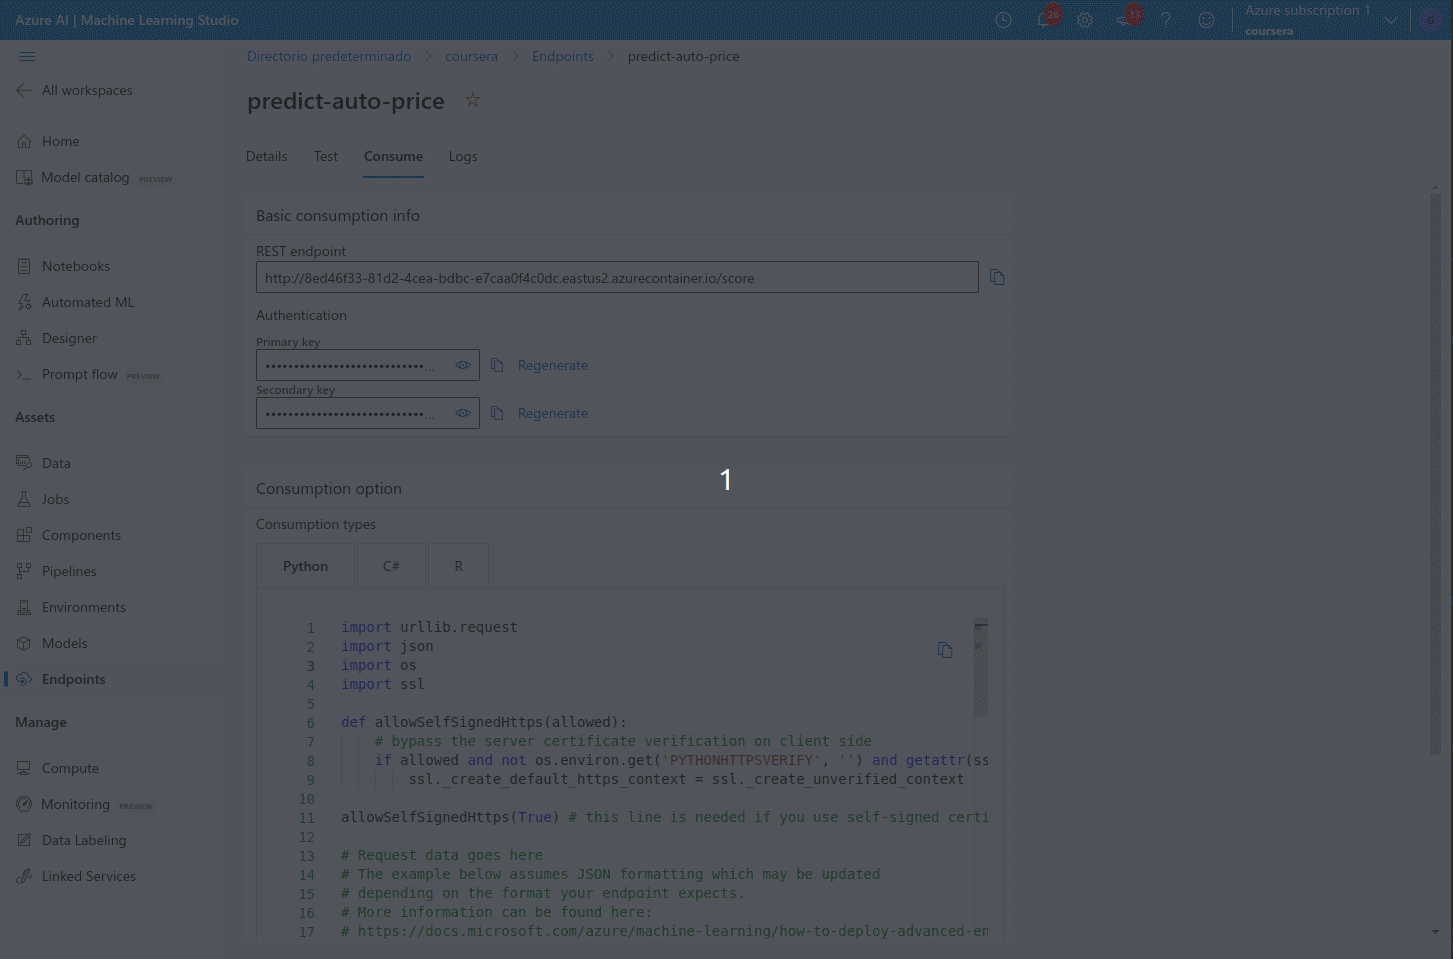 Azure AI | Machine Learning Studio
26
11
?
Azure subscription 1
coursera
G
Directorio predeterminado > coursera > Endpoints > predict-auto-price
All workspaces
Home
Model catalog PREVIEW
Authoring
Notebooks
Automated ML
Designer
Prompt flow PREVIEW
Assets
Data
Jobs
Components
Pipelines
Environments
Models
Endpoints
Manage
Compute
Monitoring PREVIEW
Data Labeling
Linked Services
predict-auto-price
Details Test Consume Logs
Basic consumption info
REST endpoint
http://8ed46f33-81d2-4cea-bdbc-e7caa0f4c0dc.eastus2.azurecontainer.io/score
Authentication
Primary key
••••••••••••••••••••••••••••... Regenerate
Secondary key
••••••••••••••••••••••••••••... Regenerate
1
Consumption option
Consumption types
Python C# R
1 import urllib.request
2 import json
3 import os
4 import ssl
5
6 def allowSelfSignedHttps(allowed):
7 # bypass the server certificate verification on client side
8 if allowed and not os.environ.get('PYTHONHTTPSVERIFY', '') and getattr(ss
9 ssl._create_default_https_context = ssl._create_unverified_context
10
11 allowSelfSignedHttps(True) # this line is needed if you use self-signed certi
12
13 # Request data goes here
14 # The example below assumes JSON formatting which may be updated
15 # depending on the format your endpoint expects.
16 # More information can be found here:
17 # https://docs.microsoft.com/azure/machine-learning/how-to-deploy-advanced-en